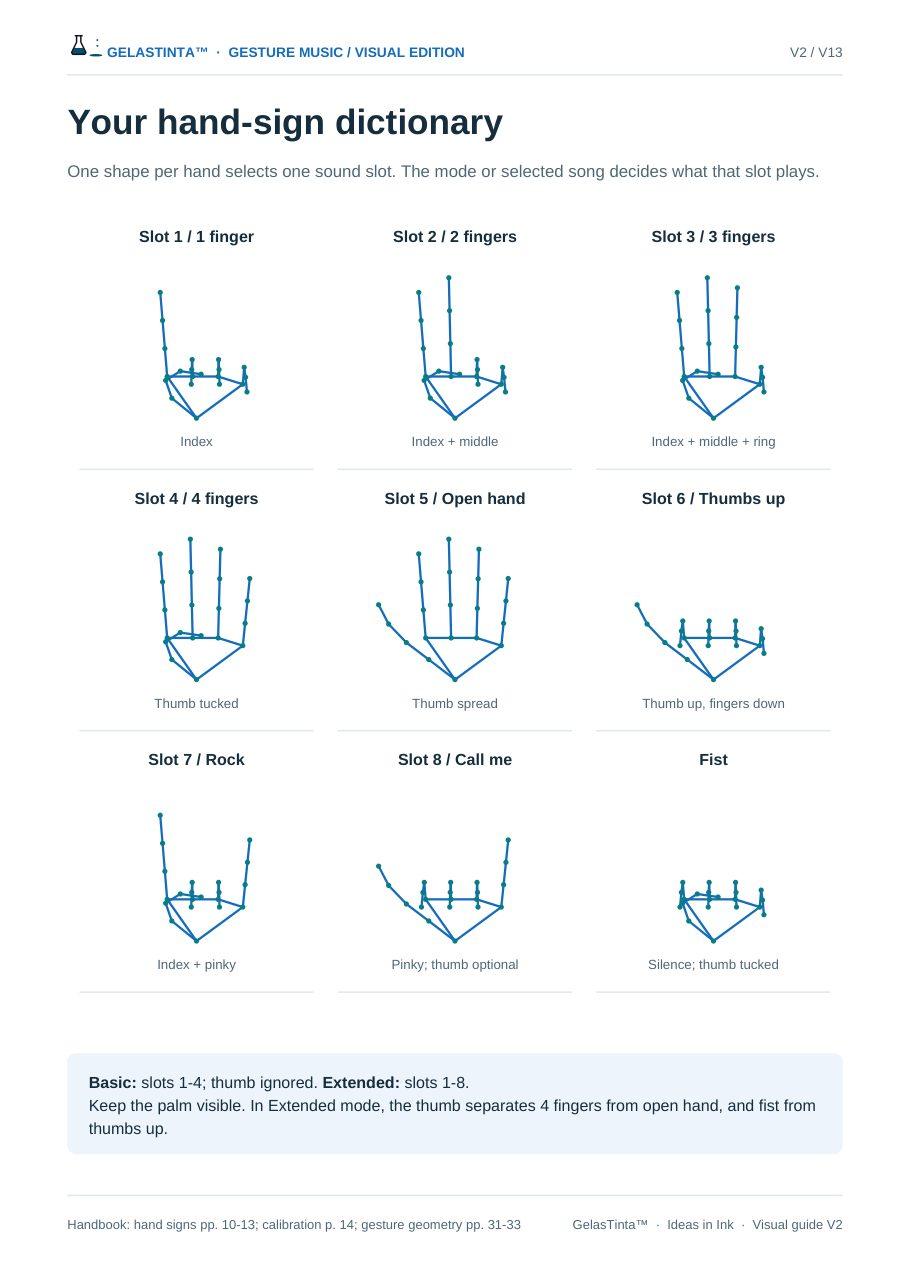 GELASTINTA™ · GESTURE MUSIC / VISUAL EDITION
V2 / V13
Your hand-sign dictionary
One shape per hand selects one sound slot. The mode or selected song decides what that slot plays.
Slot 1 / 1 finger
Slot 2 / 2 fingers
Slot 3 / 3 fingers
Index
Index + middle
Index + middle + ring
Slot 4 / 4 fingers
Slot 5 / Open hand
Slot 6 / Thumbs up
Thumb tucked
Thumb spread
Thumb up, fingers down
Slot 7 / Rock
Slot 8 / Call me
Fist
Index + pinky
Pinky; thumb optional
Silence; thumb tucked
Basic: slots 1-4; thumb ignored. Extended: slots 1-8.
Keep the palm visible. In Extended mode, the thumb separates 4 fingers from open hand, and fist from
thumbs up.
Handbook: hand signs pp. 10-13; calibration p. 14; gesture geometry pp. 31-33
GelasTinta™ · Ideas in Ink · Visual guide V2